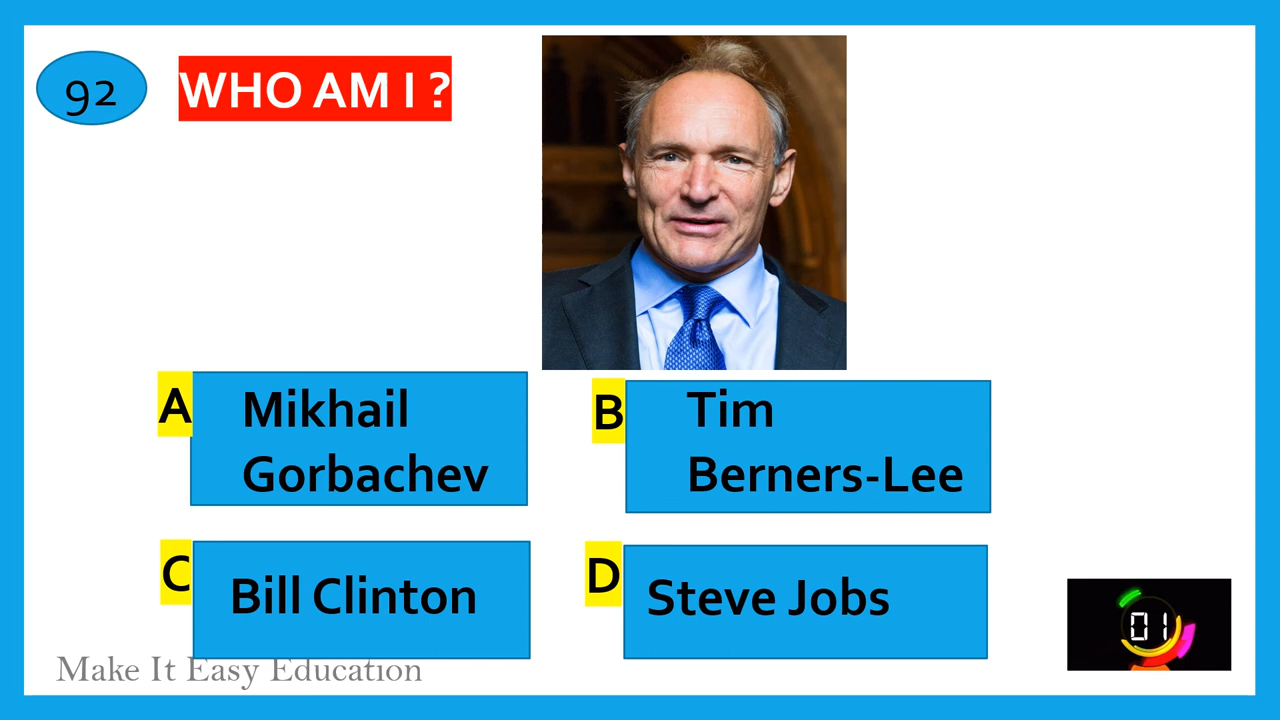 92
WHO AM I ?
A
Mikhail
Gorbachev
B
Tim
Berners-Lee
C
Bill Clinton
D
Steve Jobs
01
Make It Easy Education